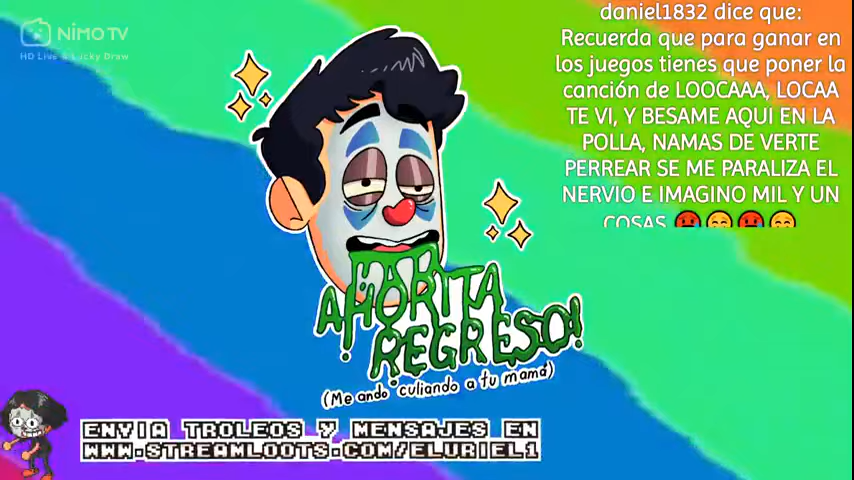 NIMO TV
HD Live & Lucky Draw
daniel1832 dice que:
Recuerda que para ganar en
los juegos tienes que poner la
canción de LOOCAAA, LOCAA
TE VI, Y BESAME AQUI EN LA
POLLA, NAMAS DE VERTE
PERREAR SE ME PARALIZA EL
NERVIO E IMAGINO MIL Y UN
COSAS 🥵😊🥵😊
AHORITA
REGRESO!
(Me ando culiando a tu mamá)
ENVIA TROLEOS Y MENSAJES EN
WWW.STREAMLOOTS.COM/ELURIEL1